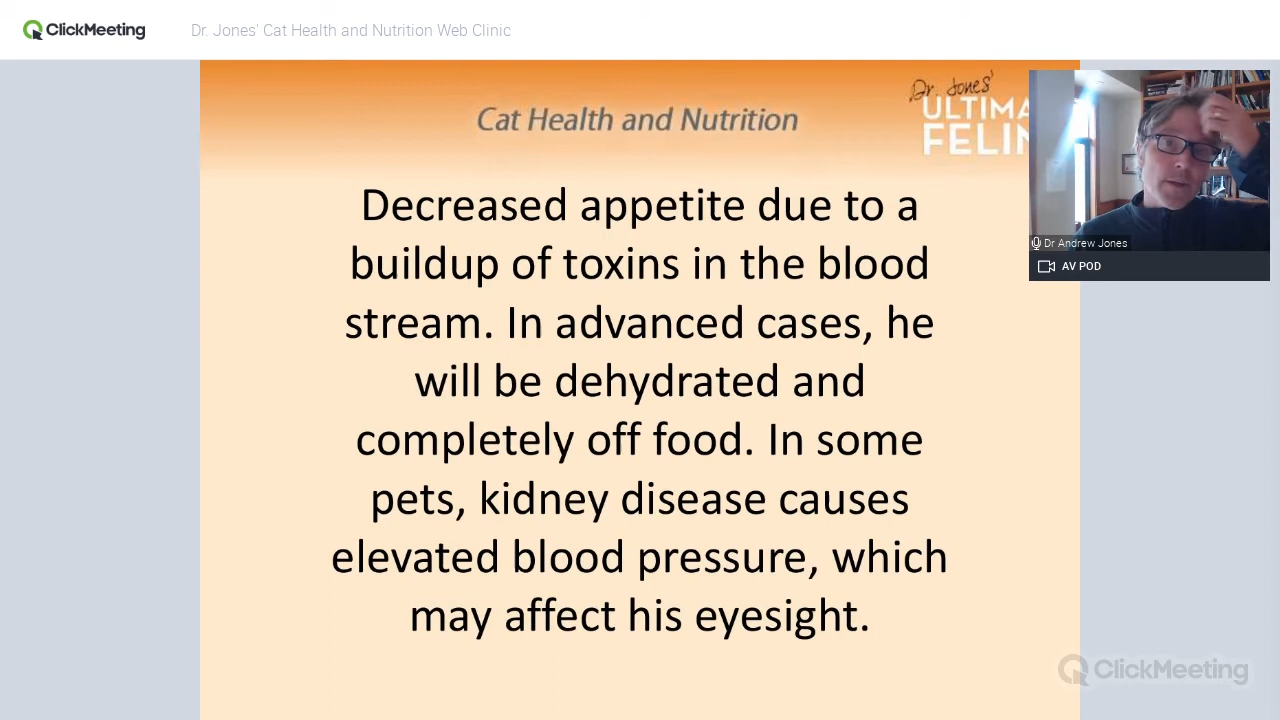 ClickMeeting
Dr. Jones' Cat Health and Nutrition Web Clinic
Cat Health and Nutrition
Dr. Jones'
ULTIMA
FELIN
Decreased appetite due to a
buildup of toxins in the blood
stream. In advanced cases, he
will be dehydrated and
completely off food. In some
pets, kidney disease causes
elevated blood pressure, which
may affect his eyesight.
Dr Andrew Jones
AV POD
ClickMeeting